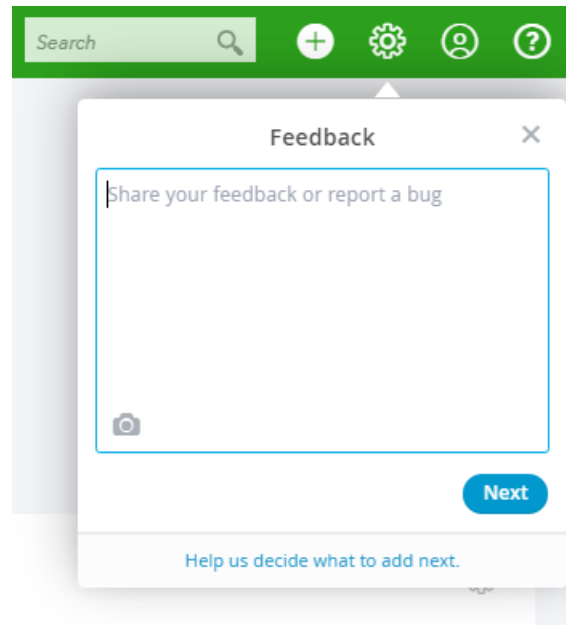 Search
Feedback
Share your feedback or report a bug
Next
Help us decide what to add next.